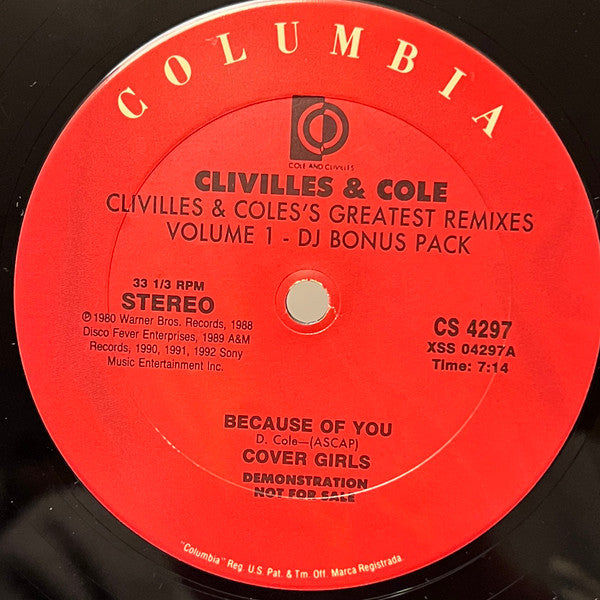 COLUMBIA
COLE AND CLIVILLES
CLIVILLES & COLE
CLIVILLES & COLES'S GREATEST REMIXES
VOLUME 1 - DJ BONUS PACK
33 1/3 RPM
STEREO
℗1980 Warner Bros. Records, 1988
Disco Fever Enterprises, 1989 A&M
Records, 1990, 1991, 1992 Sony
Music Entertainment Inc.
CS 4297
XSS 04297A
Time: 7:14
BECAUSE OF YOU
D. Cole—(ASCAP)
COVER GIRLS
DEMONSTRATION
NOT FOR SALE
"Columbia" Reg. U.S. Pat. & Tm. Off. Marca Registrada.